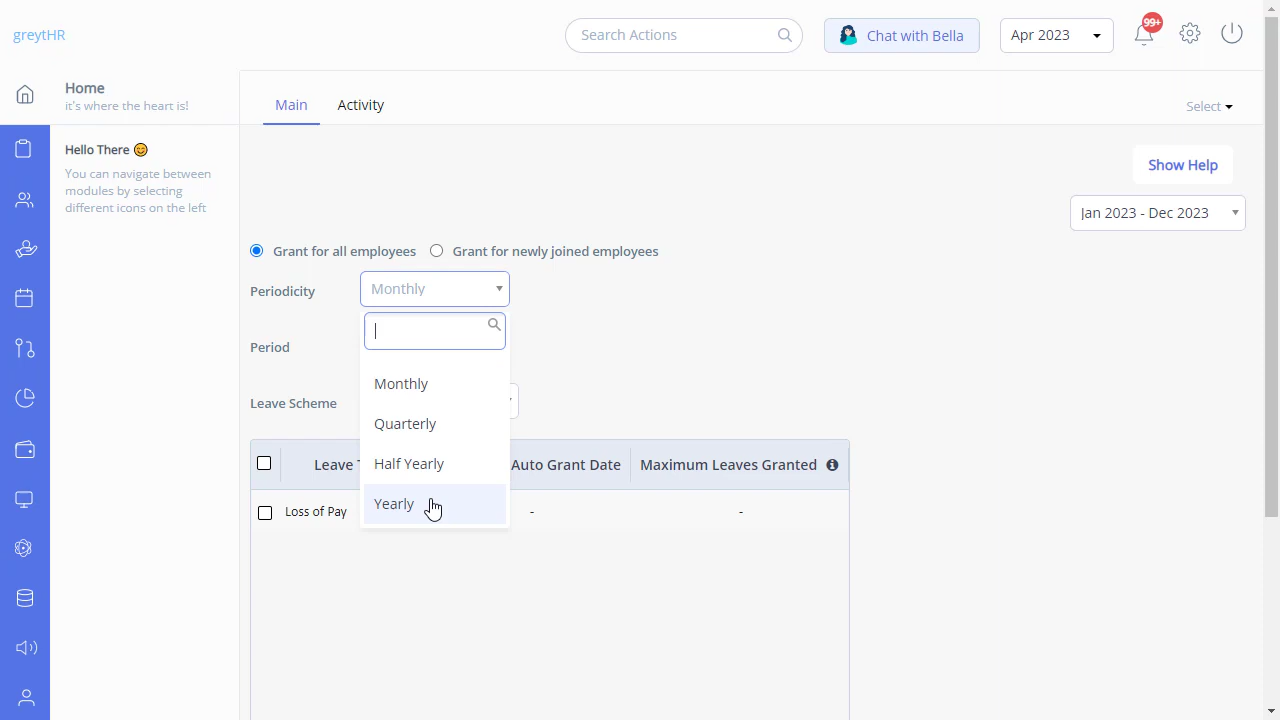 greytHR
Search Actions
Chat with Bella
Apr 2023
99+
Home
it's where the heart is!
Main
Activity
Select
Hello There
You can navigate between
modules by selecting
different icons on the left
Show Help
Jan 2023 - Dec 2023
Grant for all employees
Grant for newly joined employees
Periodicity
Monthly
Period
Monthly
Leave Scheme
Quarterly
Half Yearly
Yearly
Leave
Auto Grant Date
Maximum Leaves Granted
Loss of Pay
-
-